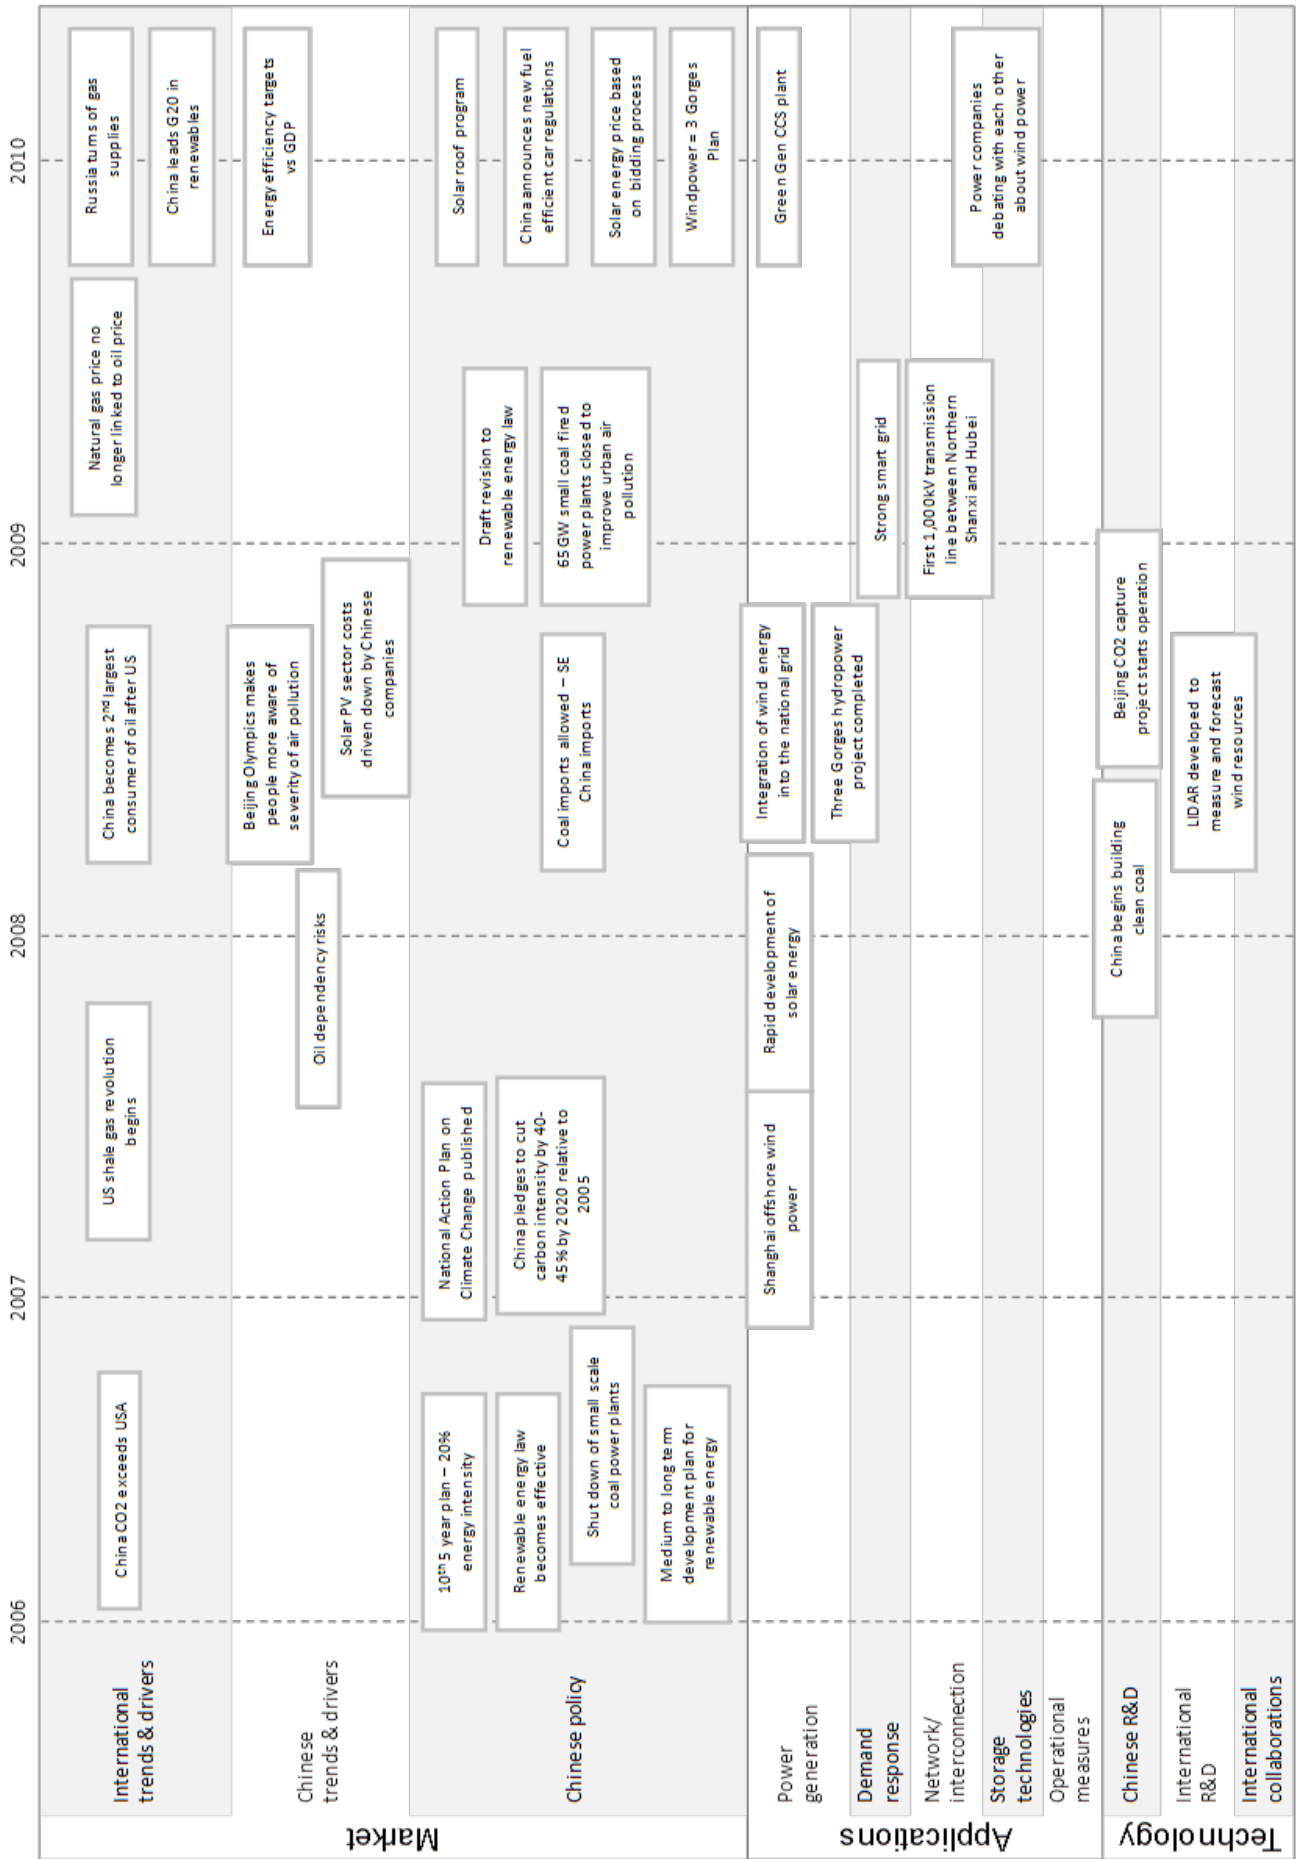 2006
2007
2008
2009
2010
Market
International
trends & drivers
China CO2 exceeds USA
US shale gas revolution
begins
China becomes 2nd largest
consumer of oil after US
Natural gas price no
longer linked to oil price
Russia turns of gas
supplies
China leads G20 in
renewables
Chinese
trends & drivers
Oil dependency risks
Beijing Olympics makes
people more aware of
severity of air pollution
Solar PV sector costs
driven down by Chinese
companies
Energy efficiency targets
vs GDP
Chinese policy
10th 5 year plan – 20%
energy intensity
Renewable energy law
becomes effective
Shut down of small scale
coal power plants
Medium to long term
development plan for
renewable energy
National Action Plan on
Climate Change published
China pledges to cut
carbon intensity by 40-
45% by 2020 relative to
2005
Coal imports allowed – SE
China imports
Draft revision to
renewable energy law
65GW small coal fired
power plants closed to
improve urban air
pollution
Solar roof program
China announces new fuel
efficient car regulations
Solar energy price based
on bidding process
Windpower = 3 Gorges
Plan
Applications
Power
generation
Shanghai offshore wind
power
Rapid development of
solar energy
Integration of wind energy
into the national grid
Three Gorges hydropower
project completed
Green Gen CCS plant
Demand
response
Strong smart grid
Network/
interconnection
First 1,000kV transmission
line between Northern
Shanxi and Hubei
Storage
technologies
Power companies
debating with each other
about wind power
Operational
measures
Technology
Chinese R&D
China begins building
clean coal
Beijing CO2 capture
project starts operation
International
R&D
LIDAR developed to
measure and forecast
wind resources
International
collaborations